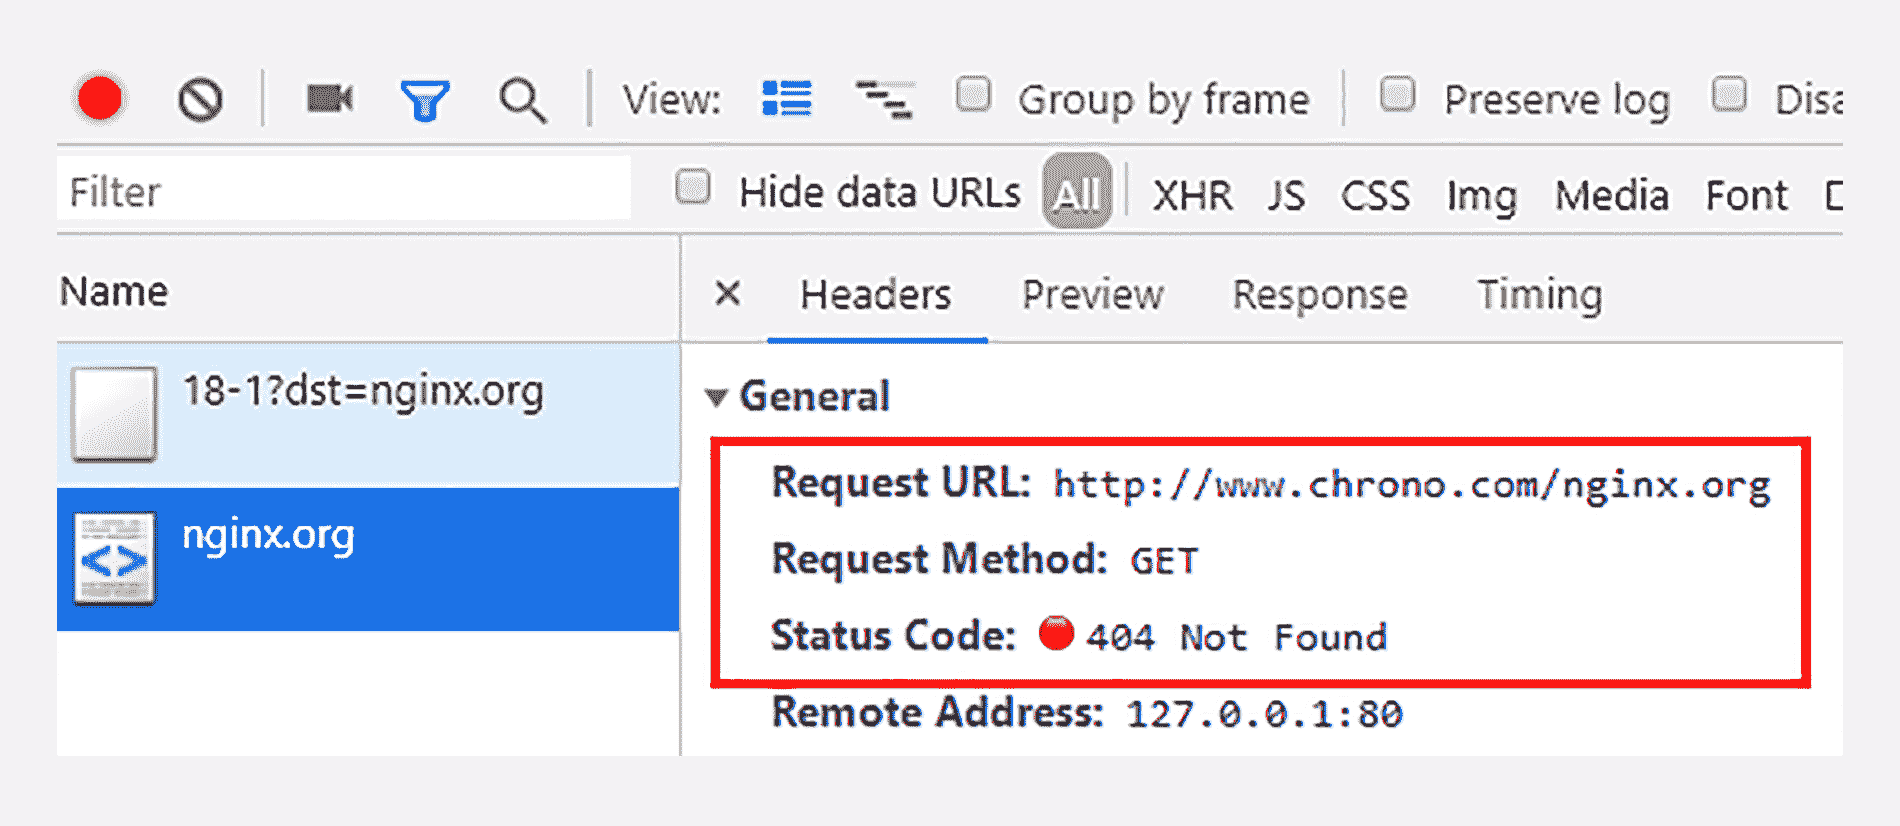 View: Group by frame Preserve log
Filter Hide data URLs All XHR JS CSS Img Media Font
Name
× Headers Preview Response Timing
18-1?dst=nginx.org
nginx.org
General
Request URL: http://www.chrono.com/nginx.org
Request Method: GET
Status Code: 404 Not Found
Remote Address: 127.0.0.1:80